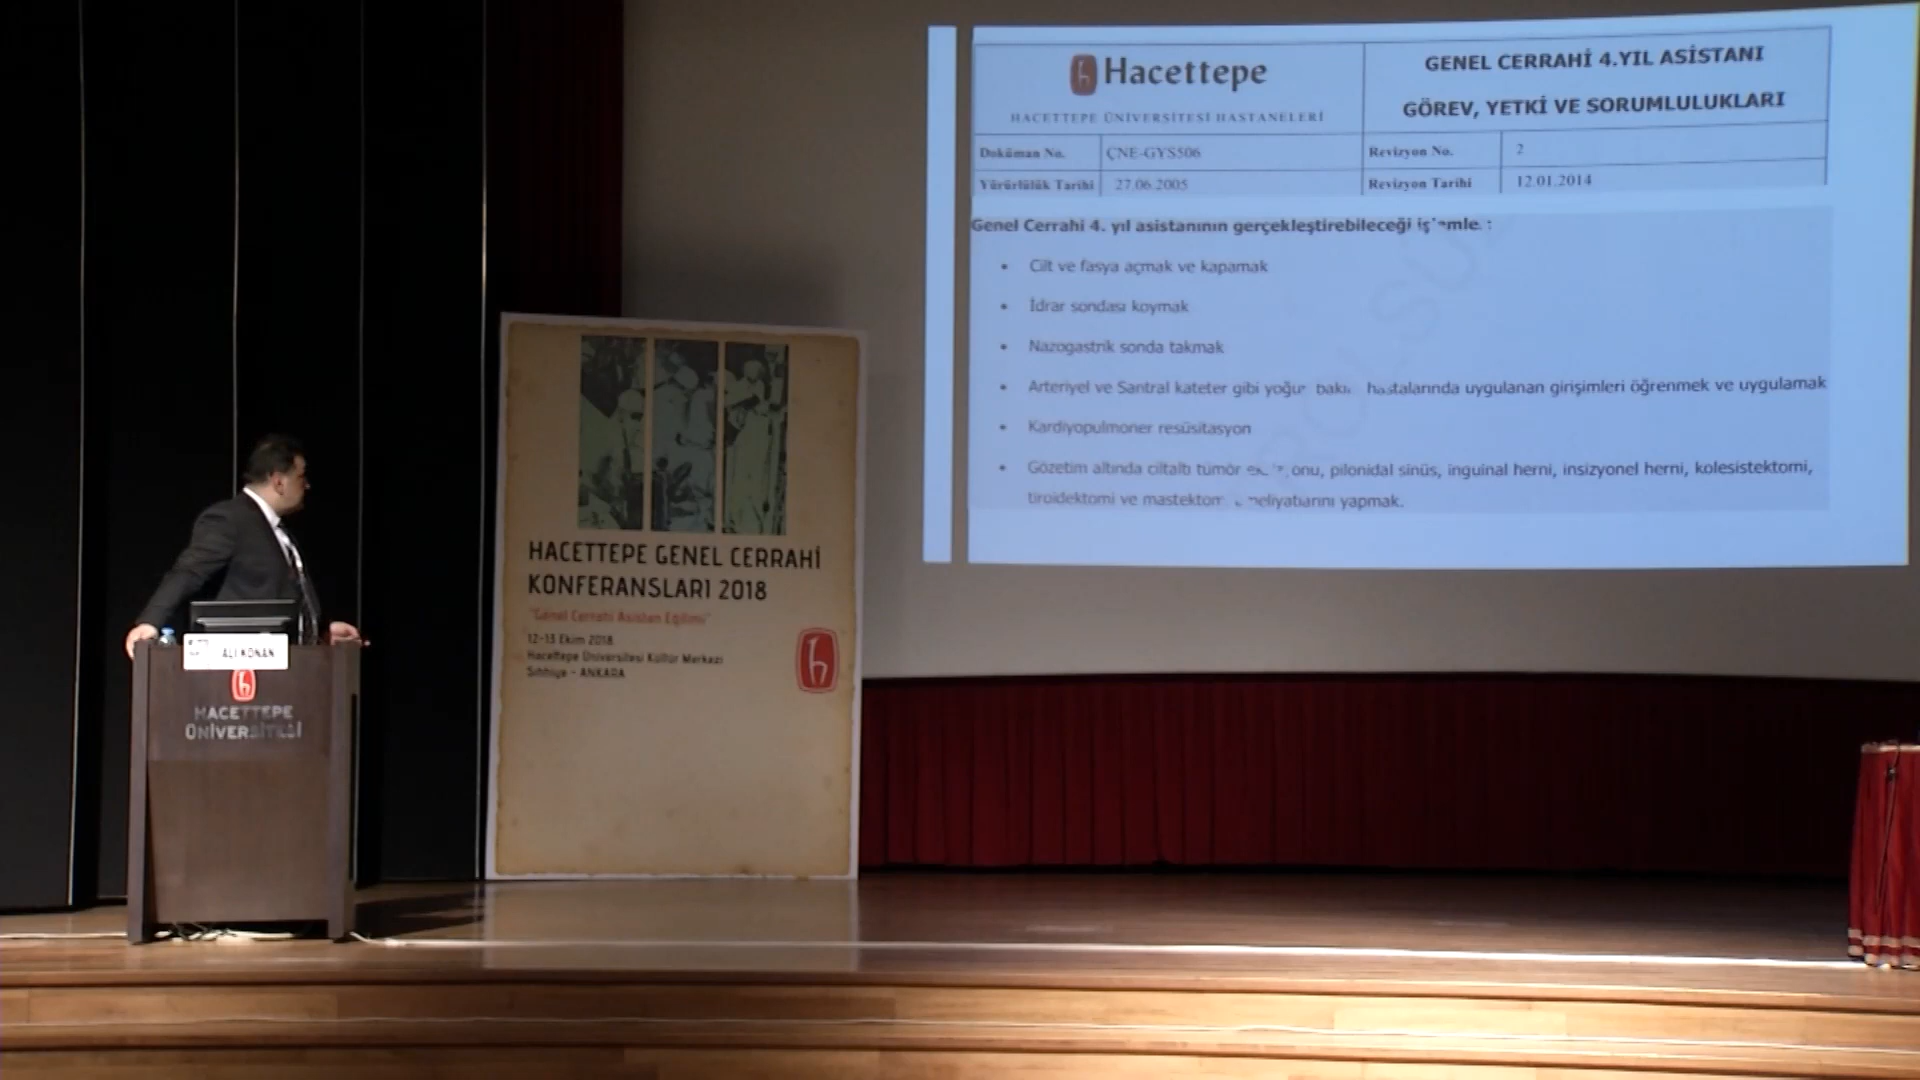 Hacettepe
HACETTEPE ÜNİVERSİTESİ HASTANELERİ
GENEL CERRAHİ 4.YIL ASİSTANI
GÖREV, YETKİ VE SORUMLULUKLARI
Doküman No. ÇNE-GYS506 Revizyon No. 2
Yürürlülük Tarihi 27.06.2005 Revizyon Tarihi 12.01.2014
Genel Cerrahi 4. yıl asistanının gerçekleştirebileceği :
• Cilt ve fasya açmak ve kapamak
• İdrar sondası koymak
• Nazogastrik sonda takmak
• Arteriyel ve Santral kateter gibi hastalarında uygulanan girişimleri öğrenmek ve uygulamak
• Kardiyopulmoner resüsitasyon
• Gözetim altında ciltaltı tümör pilonidal sinüs, inguinal herni, insizyonel herni, kolesistektomi,
tiroidektomi ve yapmak.
HACETTEPE GENEL CERRAHİ
KONFERANSLARI 2018
"Genel Cerrahi Asistan Eğitimi"
12-13 Ekim 2018
Hacettepe Üniversitesi Kültür Merkezi
Sıhhiye - ANKARA
ALİ KONAN
HACETTEPE
ÜNİVERSİTESİ